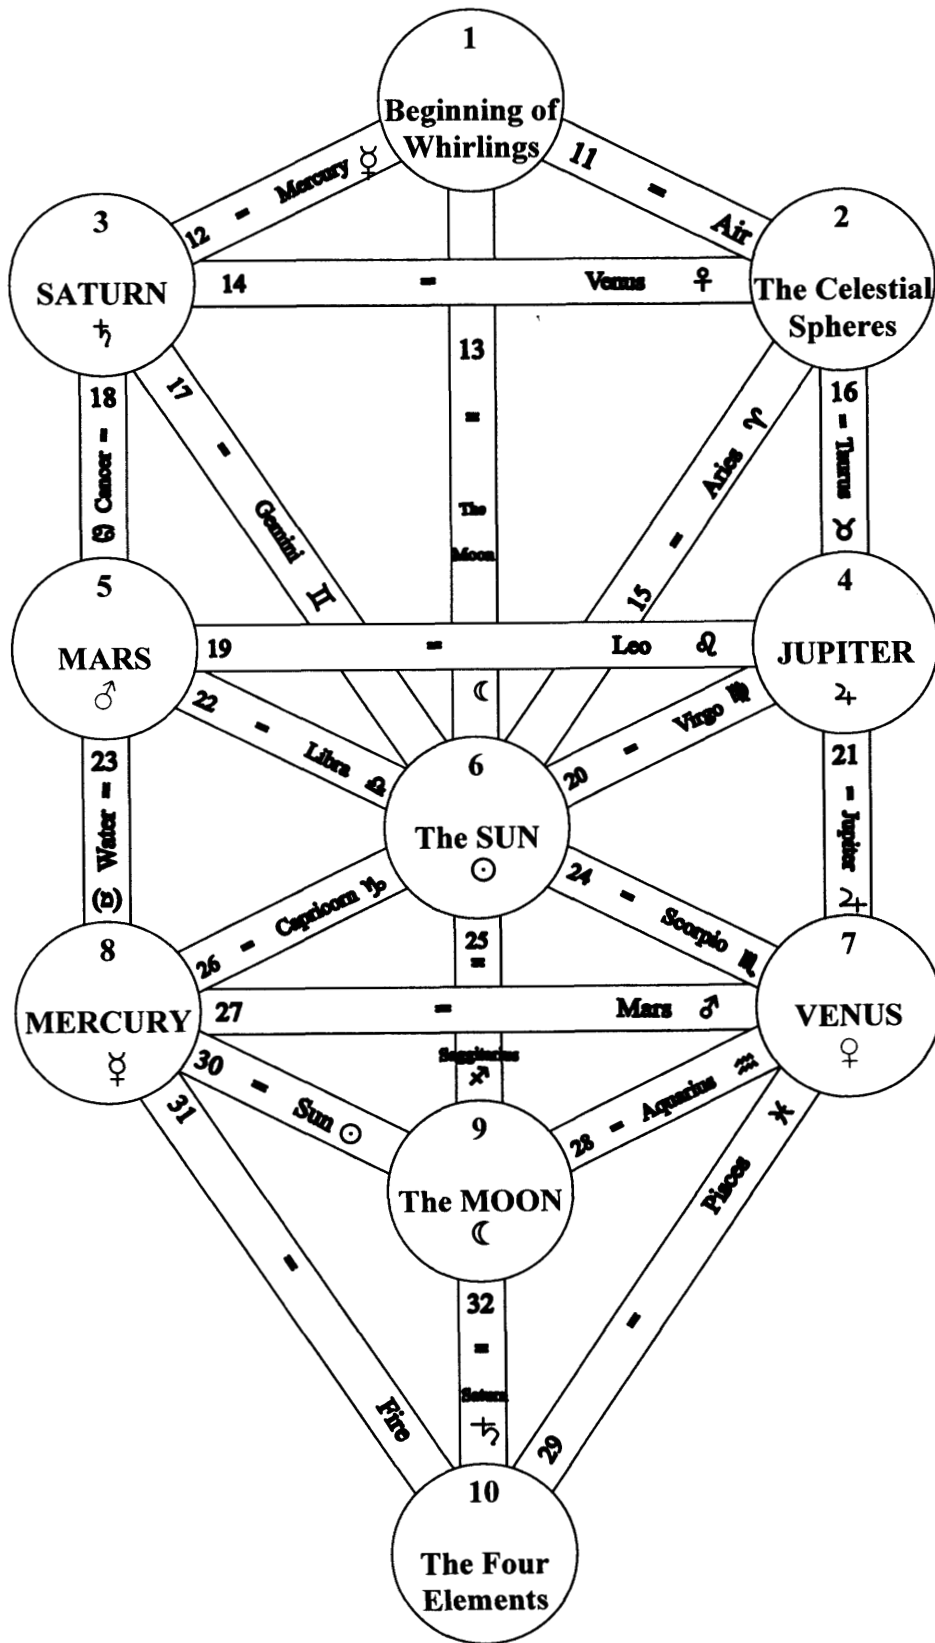 1
Beginning of
Whirlings
12 = Mercury ☿
11 = Air
3
SATURN
♄
2
The Celestial
Spheres
14 = Venus ♀
13
=
The
Moon
☾
18 = Cancer ♋
17 = Gemini ♊
15 = Aries ♈
16 = Taurus ♉
5
MARS
♂
4
JUPITER
♃
19 = Leo ♌
22 = Libra ♎
20 = Virgo ♍
6
The SUN
☉
23 = Water (מ)
21 = Jupiter ♃
26 = Capricorn ♑
24 = Scorpio ♏
25
=
Saggitarius
♐
8
MERCURY
☿
7
VENUS
♀
27 = Mars ♂
30 = Sun ☉
28 = Aquarius ♒
9
The MOON
☾
31 = Fire
29 = Pisces ♓
32
=
Saturn
♄
10
The Four
Elements